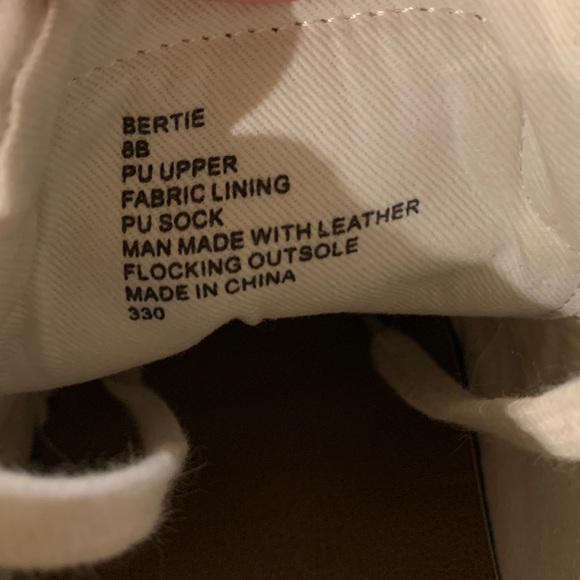 BERTIE
8B
PU UPPER
FABRIC LINING
PU SOCK
MAN MADE WITH LEATHER
FLOCKING OUTSOLE
MADE IN CHINA
330